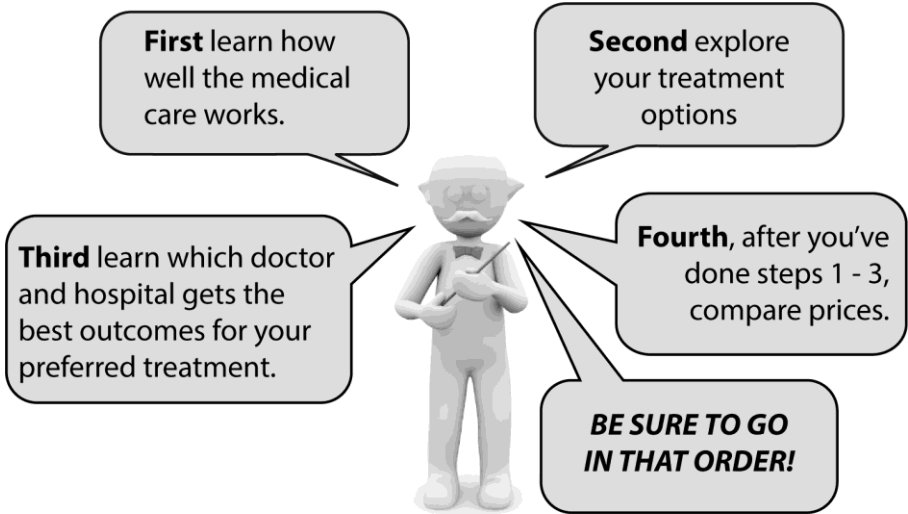 First learn how
well the medical
care works.
Second explore
your treatment
options
Third learn which doctor
and hospital gets the
best outcomes for your
preferred treatment.
Fourth, after you’ve
done steps 1 - 3,
compare prices.
BE SURE TO GO
IN THAT ORDER!